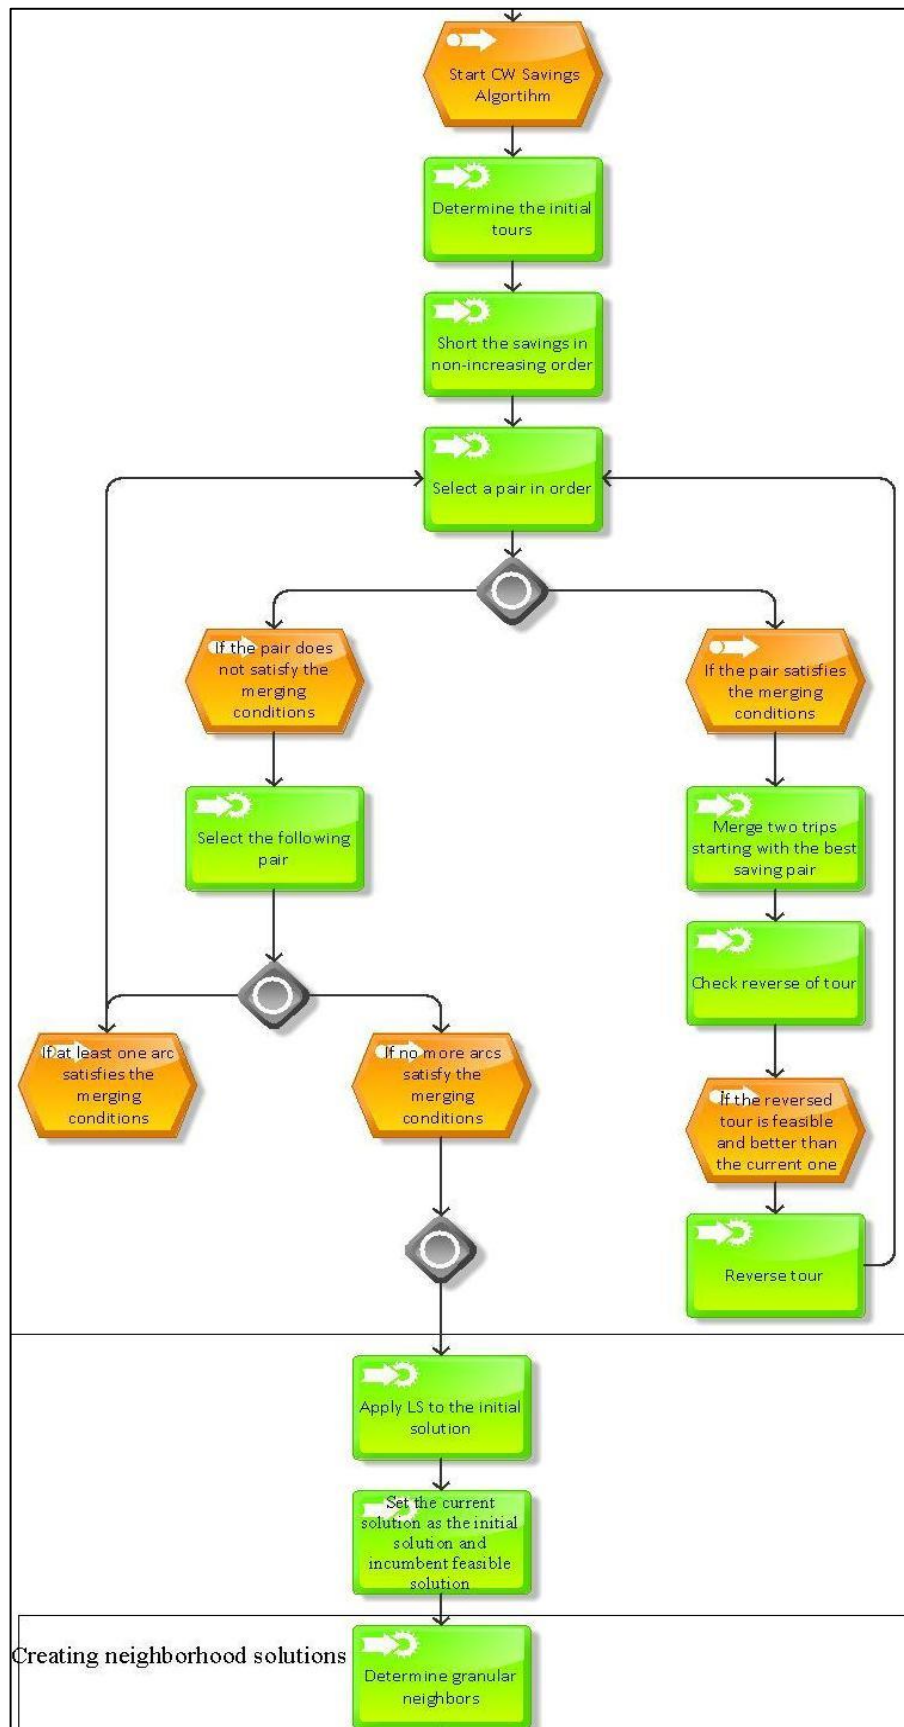 Start CW Savings
Algortihm
Determine the initial
tours
Short the savings in
non-increasing order
Select a pair in order
If the pair does
not satisfy the
merging
conditions
If the pair satisfies
the merging
conditions
Select the following
pair
Merge two trips
starting with the best
saving pair
Check reverse of tour
If at least one arc
satisfies the
merging
conditions
If no more arcs
satisfy the
merging
conditions
If the reversed
tour is feasible
and better than
the current one
Reverse tour
Apply LS to the initial
solution
Set the current
solution as the initial
solution and
incumbent feasible
solution
Creating neighborhood solutions
Determine granular
neighbors